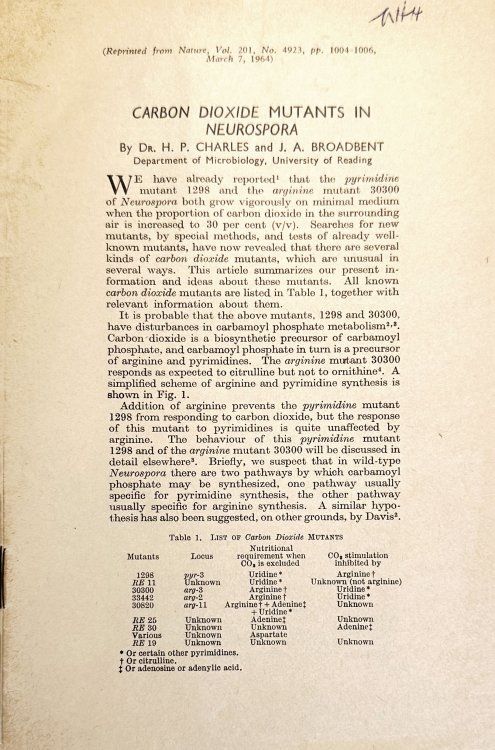 (Reprinted from Nature, Vol. 201, No. 4923, pp. 1004-1006,
March 7, 1964)
CARBON DIOXIDE MUTANTS IN
NEUROSPORA
By DR. H. P. CHARLES and J. A. BROADBENT
Department of Microbiology, University of Reading
WE have already reported¹ that the pyrimidine
mutant 1298 and the arginine mutant 30300
of Neurospora both grow vigorously on minimal medium
when the proportion of carbon dioxide in the surrounding
air is increased to 30 per cent (v/v). Searches for new
mutants, by special methods, and tests of already well-
known mutants, have now revealed that there are several
kinds of carbon dioxide mutants, which are unusual in
several ways. This article summarizes our present in-
formation and ideas about these mutants. All known
carbon dioxide mutants are listed in Table 1, together with
relevant information about them.
It is probable that the above mutants, 1298 and 30300,
have disturbances in carbamoyl phosphate metabolism²,³.
Carbon dioxide is a biosynthetic precursor of carbamoyl
phosphate, and carbamoyl phosphate in turn is a precursor
of arginine and pyrimidines. The arginine mutant 30300
responds as expected to citrulline but not to ornithine⁴. A
simplified scheme of arginine and pyrimidine synthesis is
shown in Fig. 1.
Addition of arginine prevents the pyrimidine mutant
1298 from responding to carbon dioxide, but the response
of this mutant to pyrimidines is quite unaffected by
arginine. The behaviour of this pyrimidine mutant
1298 and of the arginine mutant 30300 will be discussed in
detail elsewhere⁵. Briefly, we suspect that in wild-type
Neurospora there are two pathways by which carbamoyl
phosphate may be synthesized, one pathway usually
specific for pyrimidine synthesis, the other pathway
usually specific for arginine synthesis. A similar hypo-
thesis has also been suggested, on other grounds, by Davis³.
Table 1. LIST OF Carbon Dioxide MUTANTS
Mutants Locus Nutritional requirement when CO₂ is excluded CO₂ stimulation inhibited by
1298 pyr-3 Uridine* Arginine†
RE 11 Unknown Uridine* Unknown (not arginine)
30300 arg-3 Arginine† Uridine*
33442 arg-2 Arginine† Uridine*
30820 arg-11 Arginine† + Adenine‡ Unknown
+ Uridine*
RE 25 Unknown Adenine‡ Unknown
RE 30 Unknown Unknown Adenine‡
Various Unknown Aspartate
RE 19 Unknown Unknown Unknown
* Or certain other pyrimidines.
† Or citrulline.
‡ Or adenosine or adenylic acid.